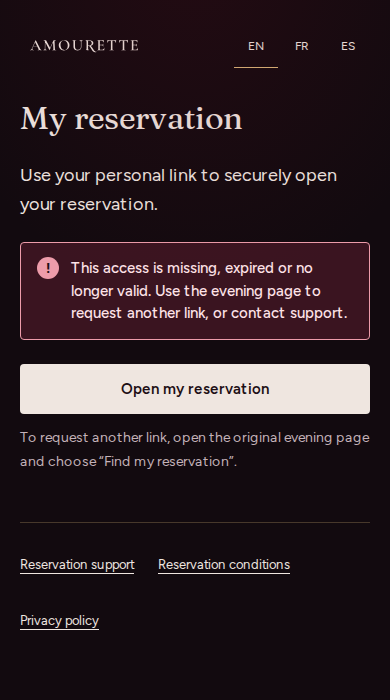 AMOURETTE EN FR ES
My reservation
Use your personal link to securely open
your reservation.
! This access is missing, expired or no
longer valid. Use the evening page to
request another link, or contact support.
Open my reservation
To request another link, open the original evening page
and choose “Find my reservation”.
Reservation support Reservation conditions
Privacy policy